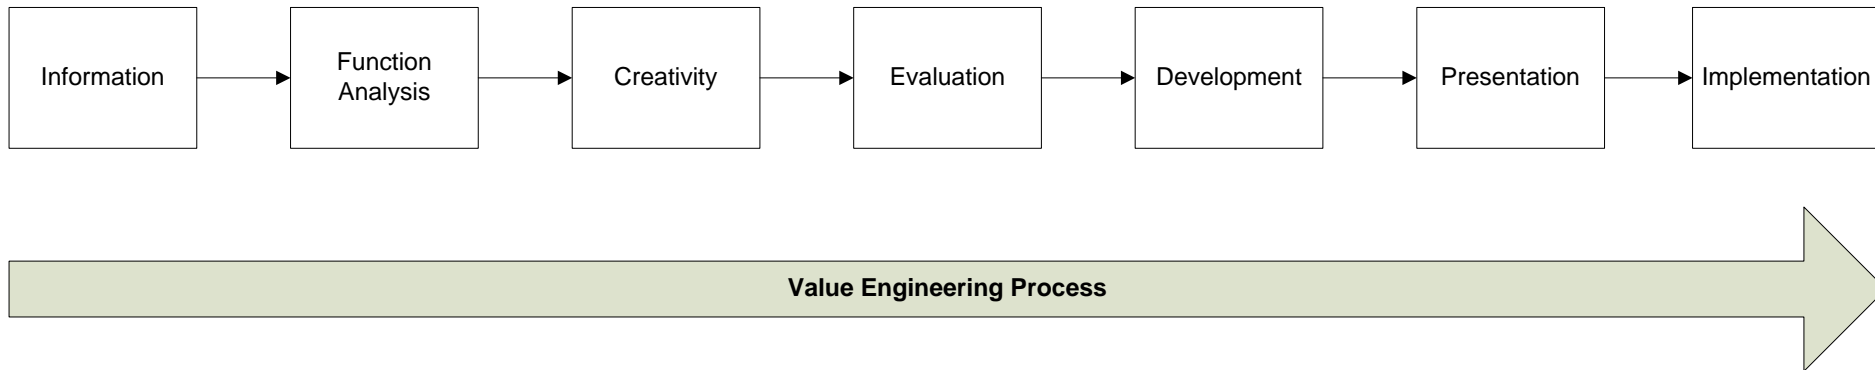 Information
Function
Analysis
Creativity
Evaluation
Development
Presentation
Implementation
Value Engineering Process